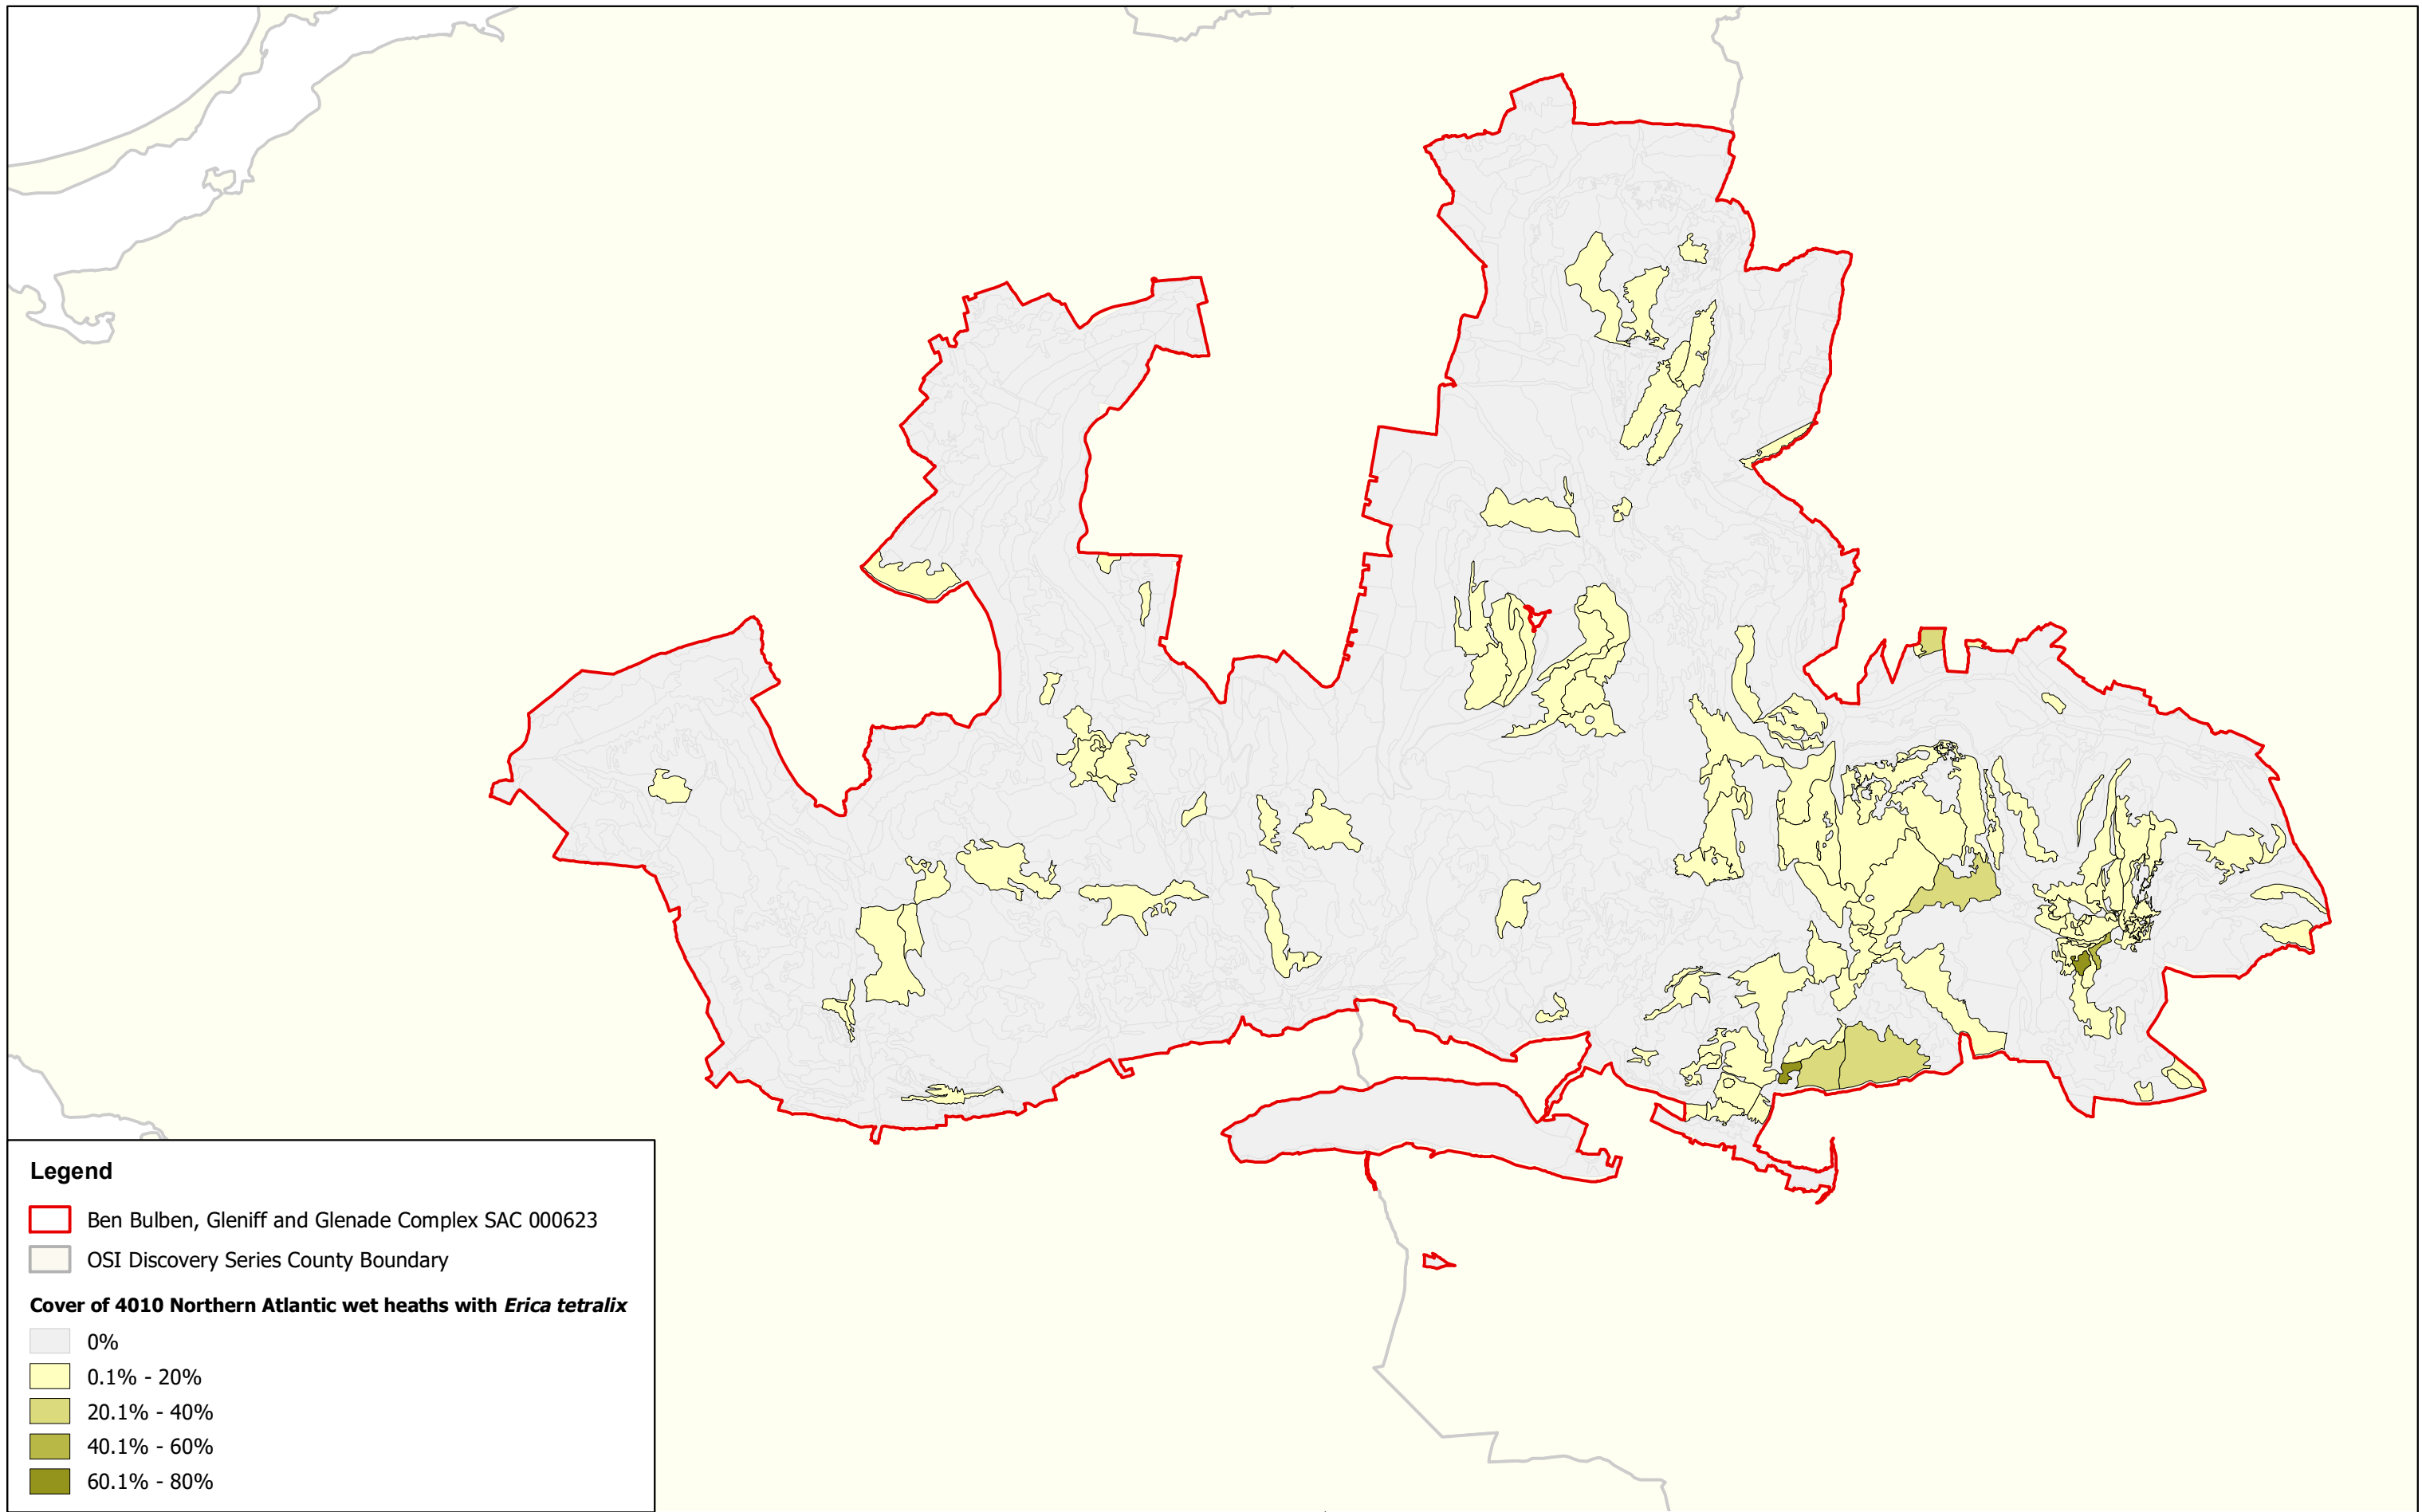 Legend
Ben Bulben, Gleniff and Glenade Complex SAC 000623
OSI Discovery Series County Boundary
Cover of 4010 Northern Atlantic wet heaths with Erica tetralix
0%
0.1% - 20%
20.1% - 40%
40.1% - 60%
60.1% - 80%